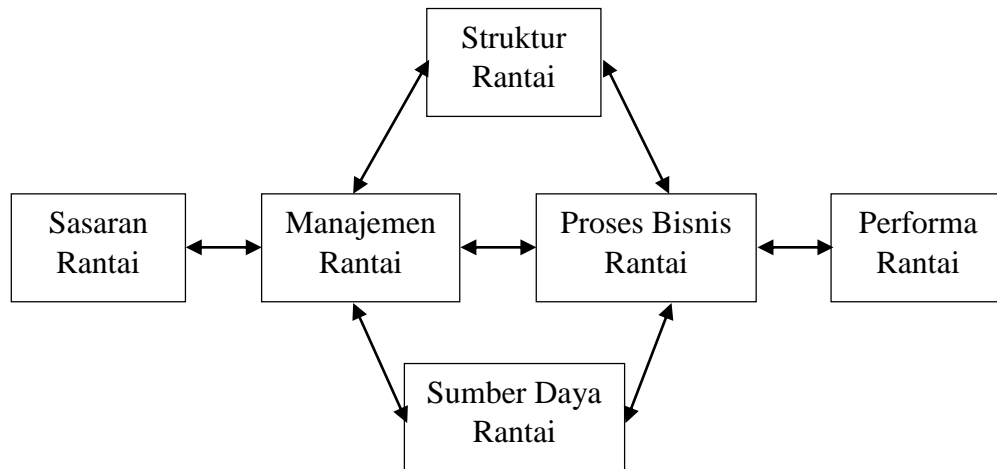 Struktur
Rantai
Sasaran
Rantai
Manajemen
Rantai
Proses Bisnis
Rantai
Performa
Rantai
Sumber Daya
Rantai